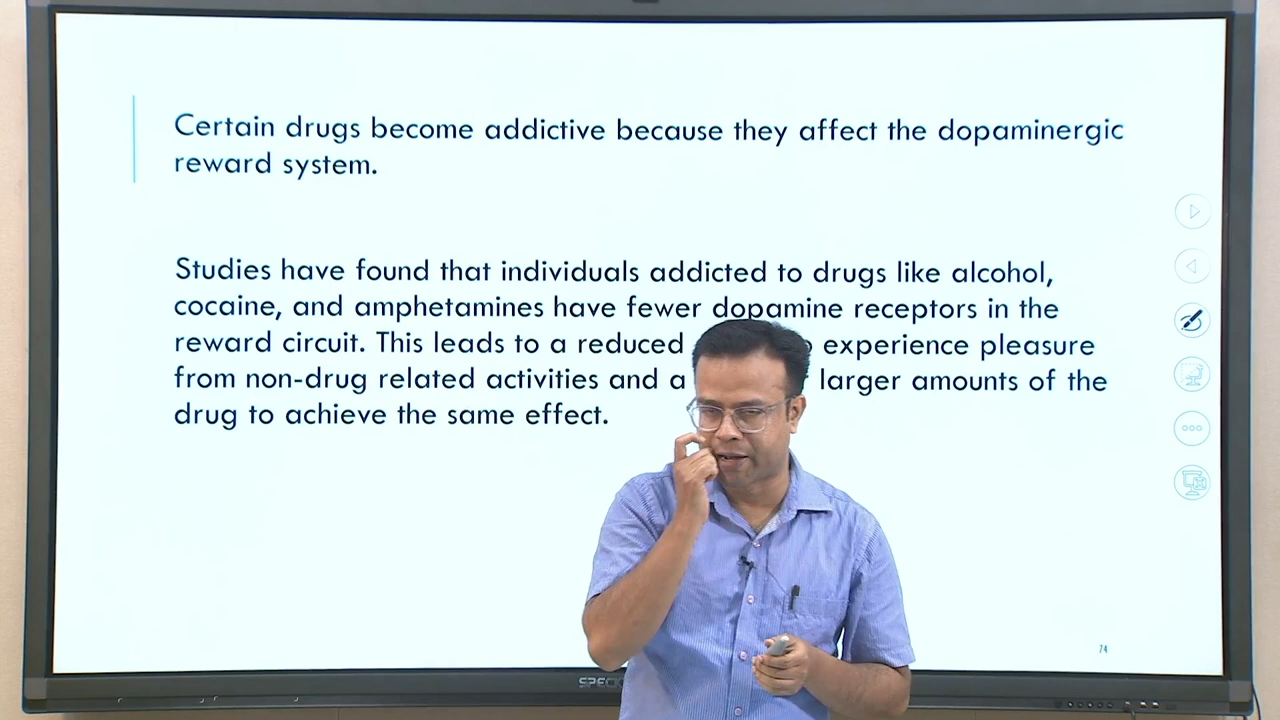 Certain drugs become addictive because they affect the dopaminergic
reward system.
Studies have found that individuals addicted to drugs like alcohol,
cocaine, and amphetamines have fewer dopamine receptors in the
reward circuit. This leads to a reduced experience pleasure
from non-drug related activities and a larger amounts of the
drug to achieve the same effect.
74